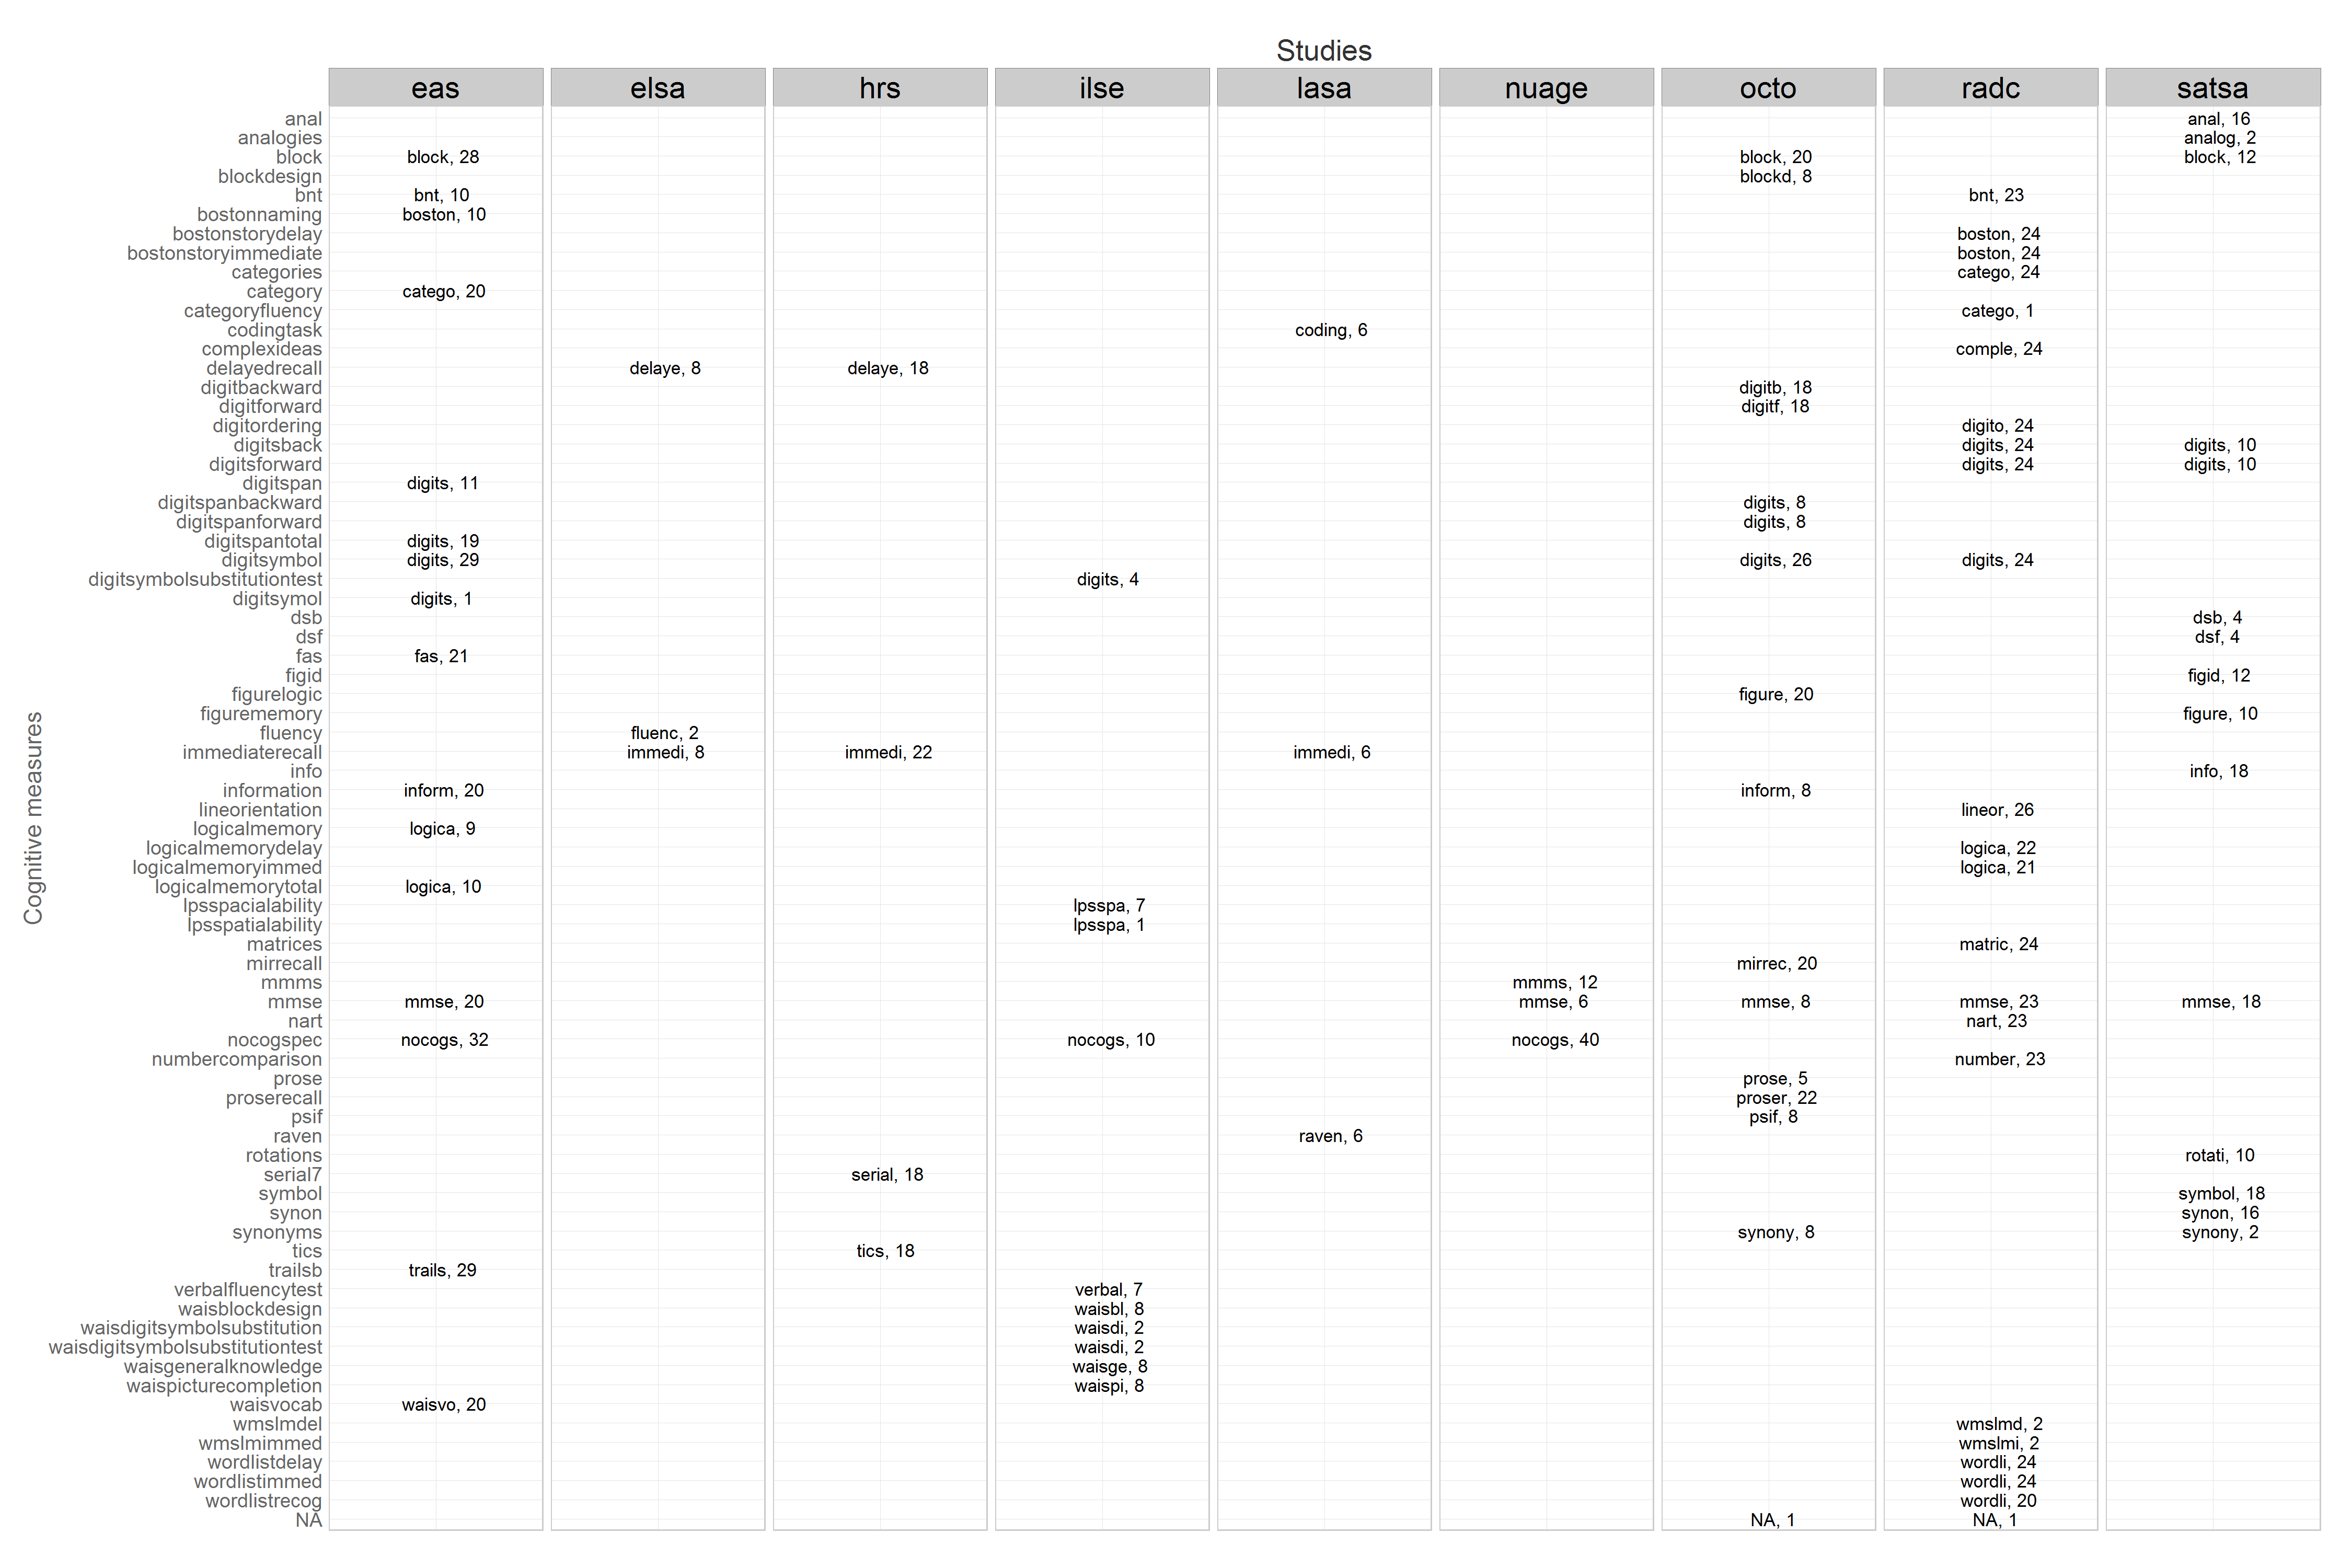 Studies
eas elsa hrs ilse lasa nuage octo radc satsa
Cognitive measures
anal anal, 16
analogies analog, 2
block block, 28 block, 20 block, 12
blockdesign blockd, 8
bnt bnt, 10 bnt, 23
bostonnaming boston, 10
bostonstorydelay boston, 24
bostonstoryimmediate boston, 24
categories catego, 24
category catego, 20
categoryfluency catego, 1
codingtask coding, 6
complexideas comple, 24
delayedrecall delaye, 8 delaye, 18
digitbackward digitb, 18
digitforward digitf, 18
digitordering digito, 24
digitsback digits, 24 digits, 10
digitsforward digits, 24 digits, 10
digitspan digits, 11
digitspanbackward digits, 8
digitspanforward digits, 8
digitspantotal digits, 19
digitsymbol digits, 29 digits, 26 digits, 24
digitsymbolsubstitutiontest digits, 4
digitsymol digits, 1
dsb dsb, 4
dsf dsf, 4
fas fas, 21
figid figid, 12
figurelogic figure, 20
figurememory figure, 10
fluency fluenc, 2
immediaterecall immedi, 8 immedi, 22 immedi, 6
info info, 18
information inform, 20 inform, 8
lineorientation lineor, 26
logicalmemory logica, 9
logicalmemorydelay logica, 22
logicalmemoryimmed logica, 21
logicalmemorytotal logica, 10
lpsspacialability lpsspa, 7
lpsspatialability lpsspa, 1
matrices matric, 24
mirrecall mirrec, 20
mmms mmms, 12
mmse mmse, 20 mmse, 6 mmse, 8 mmse, 23 mmse, 18
nart nart, 23
nocogspec nocogs, 32 nocogs, 10 nocogs, 40
numbercomparison number, 23
prose prose, 5
proserecall proser, 22
psif psif, 8
raven raven, 6
rotations rotati, 10
serial7 serial, 18
symbol symbol, 18
synon synon, 16
synonyms synony, 8 synony, 2
tics tics, 18
trailsb trails, 29
verbalfluencytest verbal, 7
waisblockdesign waisbl, 8
waisdigitsymbolsubstitution waisdi, 2
waisdigitsymbolsubstitutiontest waisdi, 2
waisgeneralknowledge waisge, 8
waispicturecompletion waispi, 8
waisvocab waisvo, 20
wmslmdel wmslmd, 2
wmslmimmed wmslmi, 2
wordlistdelay wordli, 24
wordlistimmed wordli, 24
wordlistrecog wordli, 20
NA NA, 1 NA, 1